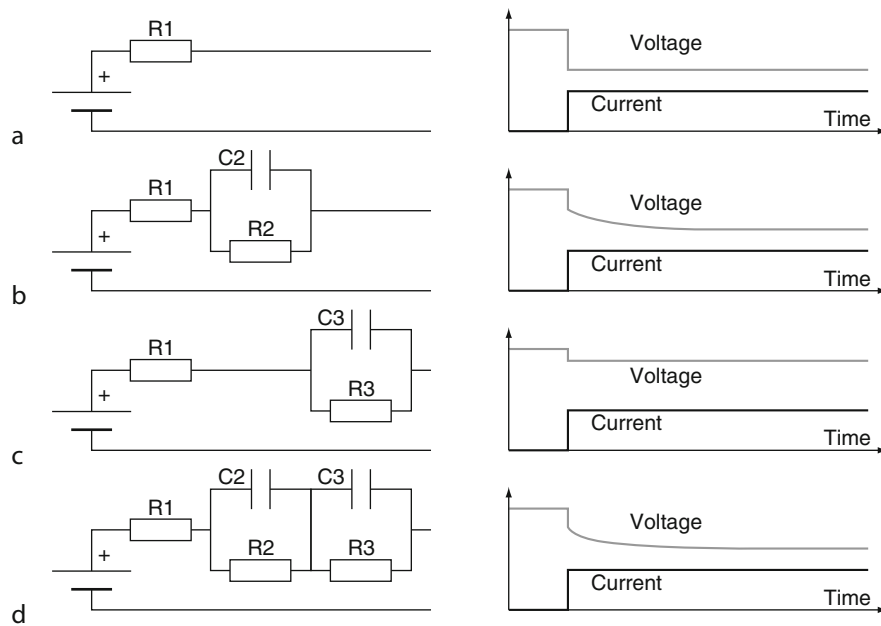 R1
+
Voltage
Current
Time
a
C2
R1
R2
+
Voltage
Current
Time
b
C3
R1
R3
+
Voltage
Current
Time
c
C2 C3
R1
R2 R3
+
Voltage
Current
Time
d